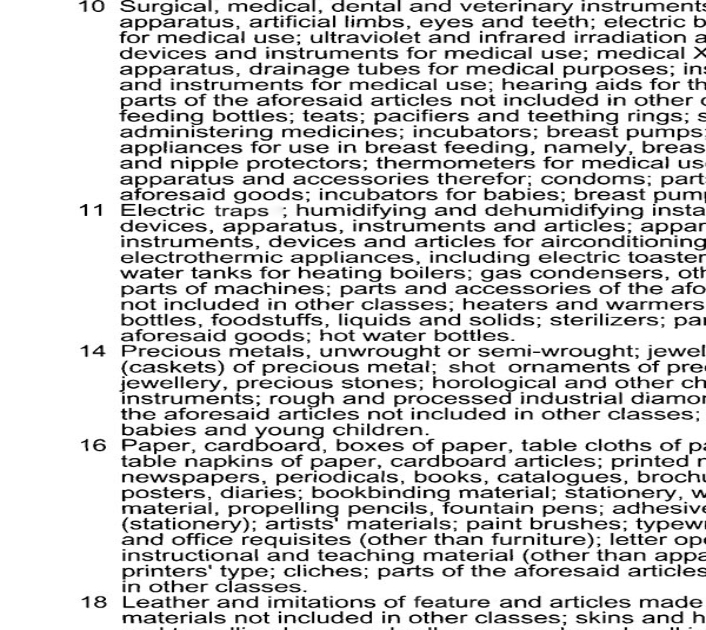 10 Surgical, medical, dental and veterinary instruments
apparatus, artificial limbs, eyes and teeth; electric b
for medical use; ultraviolet and infrared irradiation a
devices and instruments for medical use; medical X
apparatus, drainage tubes for medical purposes; ins
and instruments for medical use; hearing aids for th
parts of the aforesaid articles not included in other c
feeding bottles; teats; pacifiers and teething rings; s
administering medicines; incubators; breast pumps;
appliances for use in breast feeding, namely, breas
and nipple protectors; thermometers for medical us
apparatus and accessories therefor; condoms; part
aforesaid goods; incubators for babies; breast pump
11 Electric traps ; humidifying and dehumidifying insta
devices, apparatus, instruments and articles; appar
instruments, devices and articles for airconditioning
electrothermic appliances, including electric toaster
water tanks for heating boilers; gas condensers, oth
parts of machines; parts and accessories of the afo
not included in other classes; heaters and warmers
bottles, foodstuffs, liquids and solids; sterilizers; par
aforesaid goods; hot water bottles.
14 Precious metals, unwrought or semi-wrought; jewel
(caskets) of precious metal; shot ornaments of pre
jewellery, precious stones; horological and other ch
instruments; rough and processed industrial diamor
the aforesaid articles not included in other classes;
babies and young children.
16 Paper, cardboard, boxes of paper, table cloths of pa
table napkins of paper, cardboard articles; printed n
newspapers, periodicals, books, catalogues, brochu
posters, diaries; bookbinding material; stationery, w
material, propelling pencils, fountain pens; adhesive
(stationery); artists' materials; paint brushes; typewr
and office requisites (other than furniture); letter ope
instructional and teaching material (other than appa
printers' type; cliches; parts of the aforesaid articles
in other classes.
18 Leather and imitations of feature and articles made
materials not included in other classes; skins and h